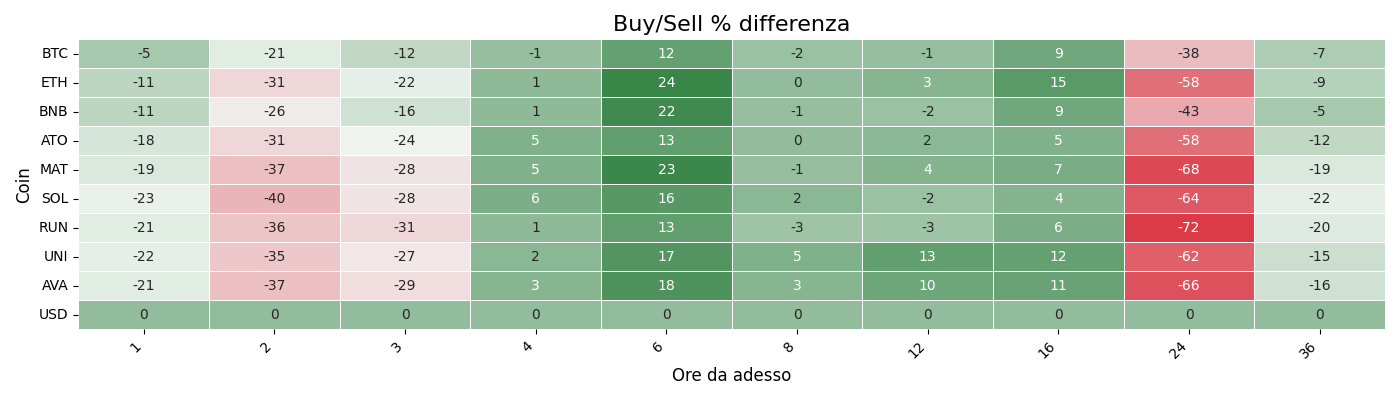 Buy/Sell % differenza
Coin
BTC -5 -21 -12 -1 12 -2 -1 9 -38 -7
ETH -11 -31 -22 1 24 0 3 15 -58 -9
BNB -11 -26 -16 1 22 -1 -2 9 -43 -5
ATO -18 -31 -24 5 13 0 2 5 -58 -12
MAT -19 -37 -28 5 23 -1 4 7 -68 -19
SOL -23 -40 -28 6 16 2 -2 4 -64 -22
RUN -21 -36 -31 1 13 -3 -3 6 -72 -20
UNI -22 -35 -27 2 17 5 13 12 -62 -15
AVA -21 -37 -29 3 18 3 10 11 -66 -16
USD 0 0 0 0 0 0 0 0 0 0
1 2 3 4 6 8 12 16 24 36
Ore da adesso